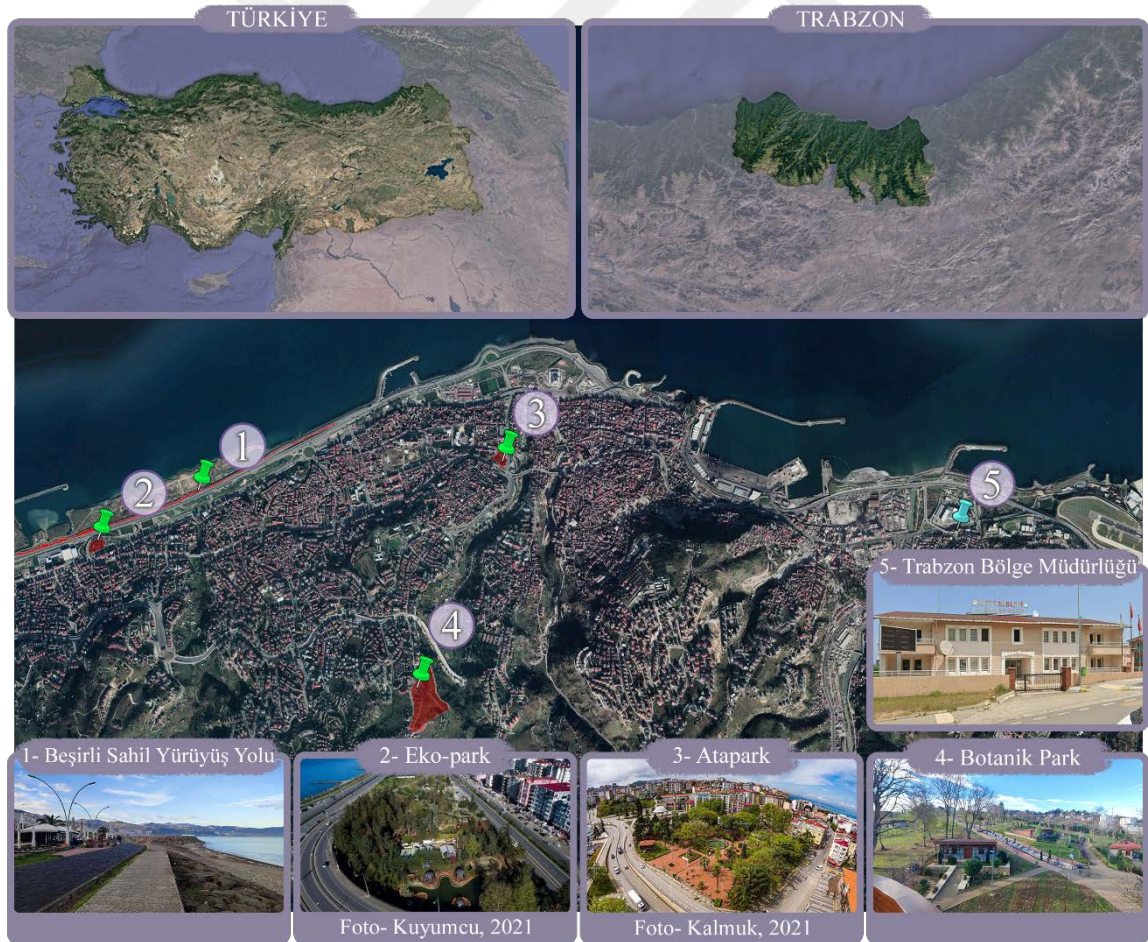 TÜRKİYE
TRABZON
1
2
3
4
5
5- Trabzon Bölge Müdürlüğü
1- Beşirli Sahil Yürüyüş Yolu
2- Eko-park
3- Atapark
4- Botanik Park
Foto- Kuyumcu, 2021
Foto- Kalmuk, 2021